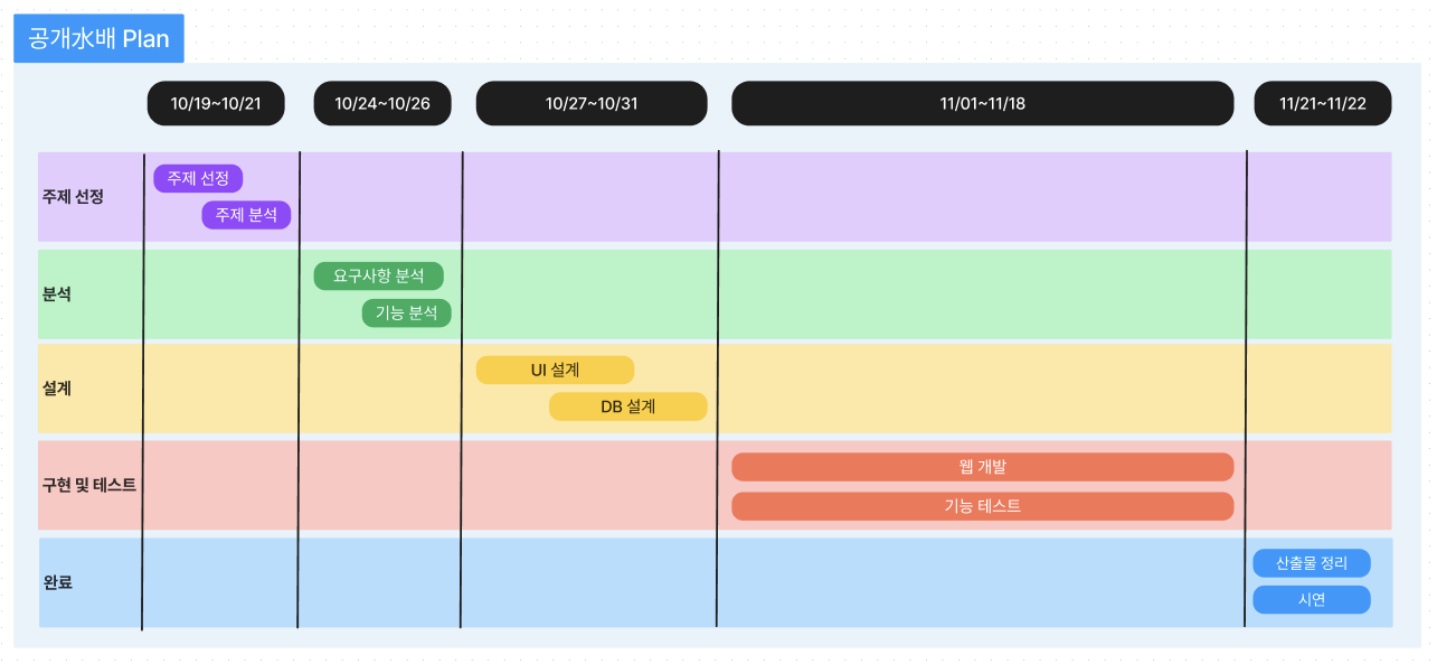 공개水배 Plan
10/19~10/21
10/24~10/26
10/27~10/31
11/01~11/18
11/21~11/22
주제 선정
주제 선정
주제 분석
분석
요구사항 분석
기능 분석
설계
UI 설계
DB 설계
구현 및 테스트
웹 개발
기능 테스트
완료
산출물 정리
시연